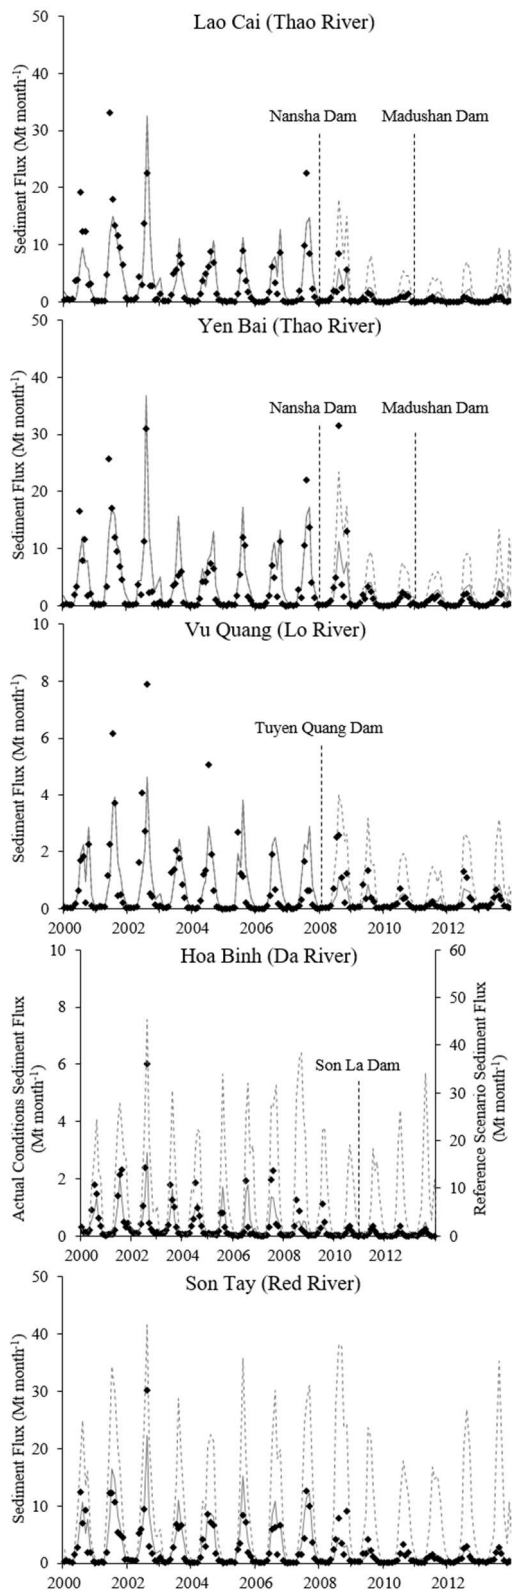 Lao Cai (Thao River)
Sediment Flux (Mt month-1)
50
40
30
20
10
0
Nansha Dam
Madushan Dam
Yen Bai (Thao River)
Sediment Flux (Mt month-1)
50
40
30
20
10
0
Nansha Dam
Madushan Dam
Vu Quang (Lo River)
Sediment Flux (Mt month-1)
10
8
6
4
2
0
Tuyen Quang Dam
2000 2002 2004 2006 2008 2010 2012
Hoa Binh (Da River)
Actual Conditions Sediment Flux
(Mt month-1)
10
8
6
4
2
0
Son La Dam
60
50
40
30
20
10
0
Reference Scenario Sediment Flux
(Mt month-1)
2000 2002 2004 2006 2008 2010 2012
Son Tay (Red River)
Sediment Flux (Mt month-1)
50
40
30
20
10
0
2000 2002 2004 2006 2008 2010 2012